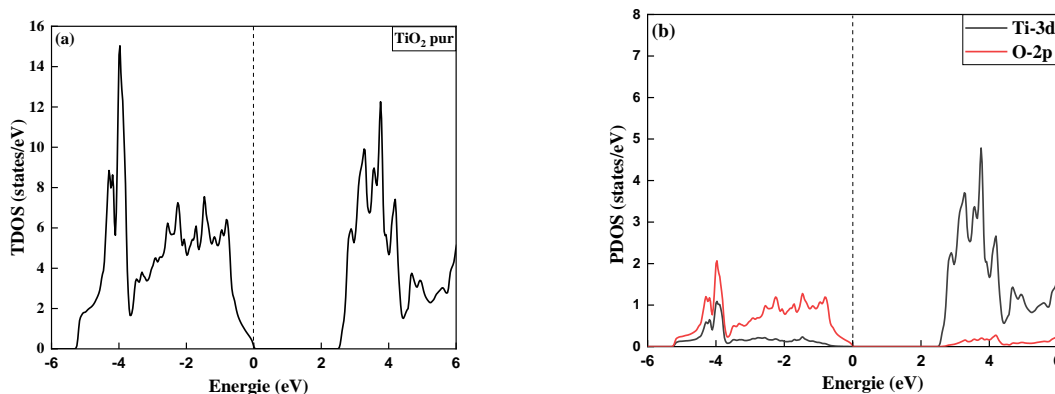 (a)
TiO₂ pur
TDOS (states/eV)
16
14
12
10
8
6
4
2
0
-6 -4 -2 0 2 4 6
Energie (eV)
(b)
Ti-3d
O-2p
PDOS (states/eV)
8
7
6
5
4
3
2
1
0
-6 -4 -2 0 2 4 6
Energie (eV)